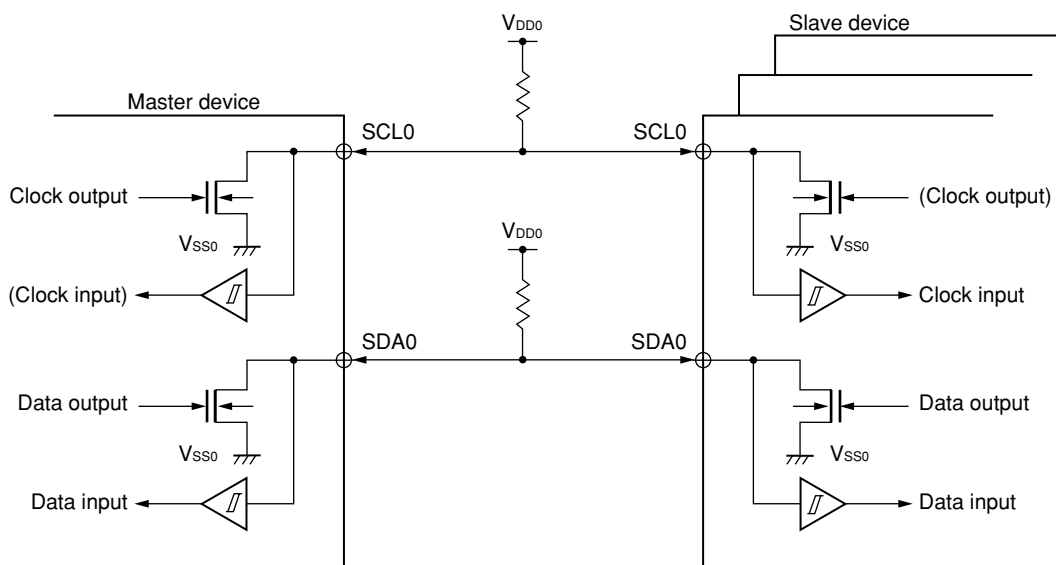 Slave device
VDD0
Master device
SCL0
SCL0
Clock output
(Clock output)
VSS0
VSS0
VDD0
(Clock input)
Clock input
SDA0
SDA0
Data output
Data output
VSS0
VSS0
Data input
Data input